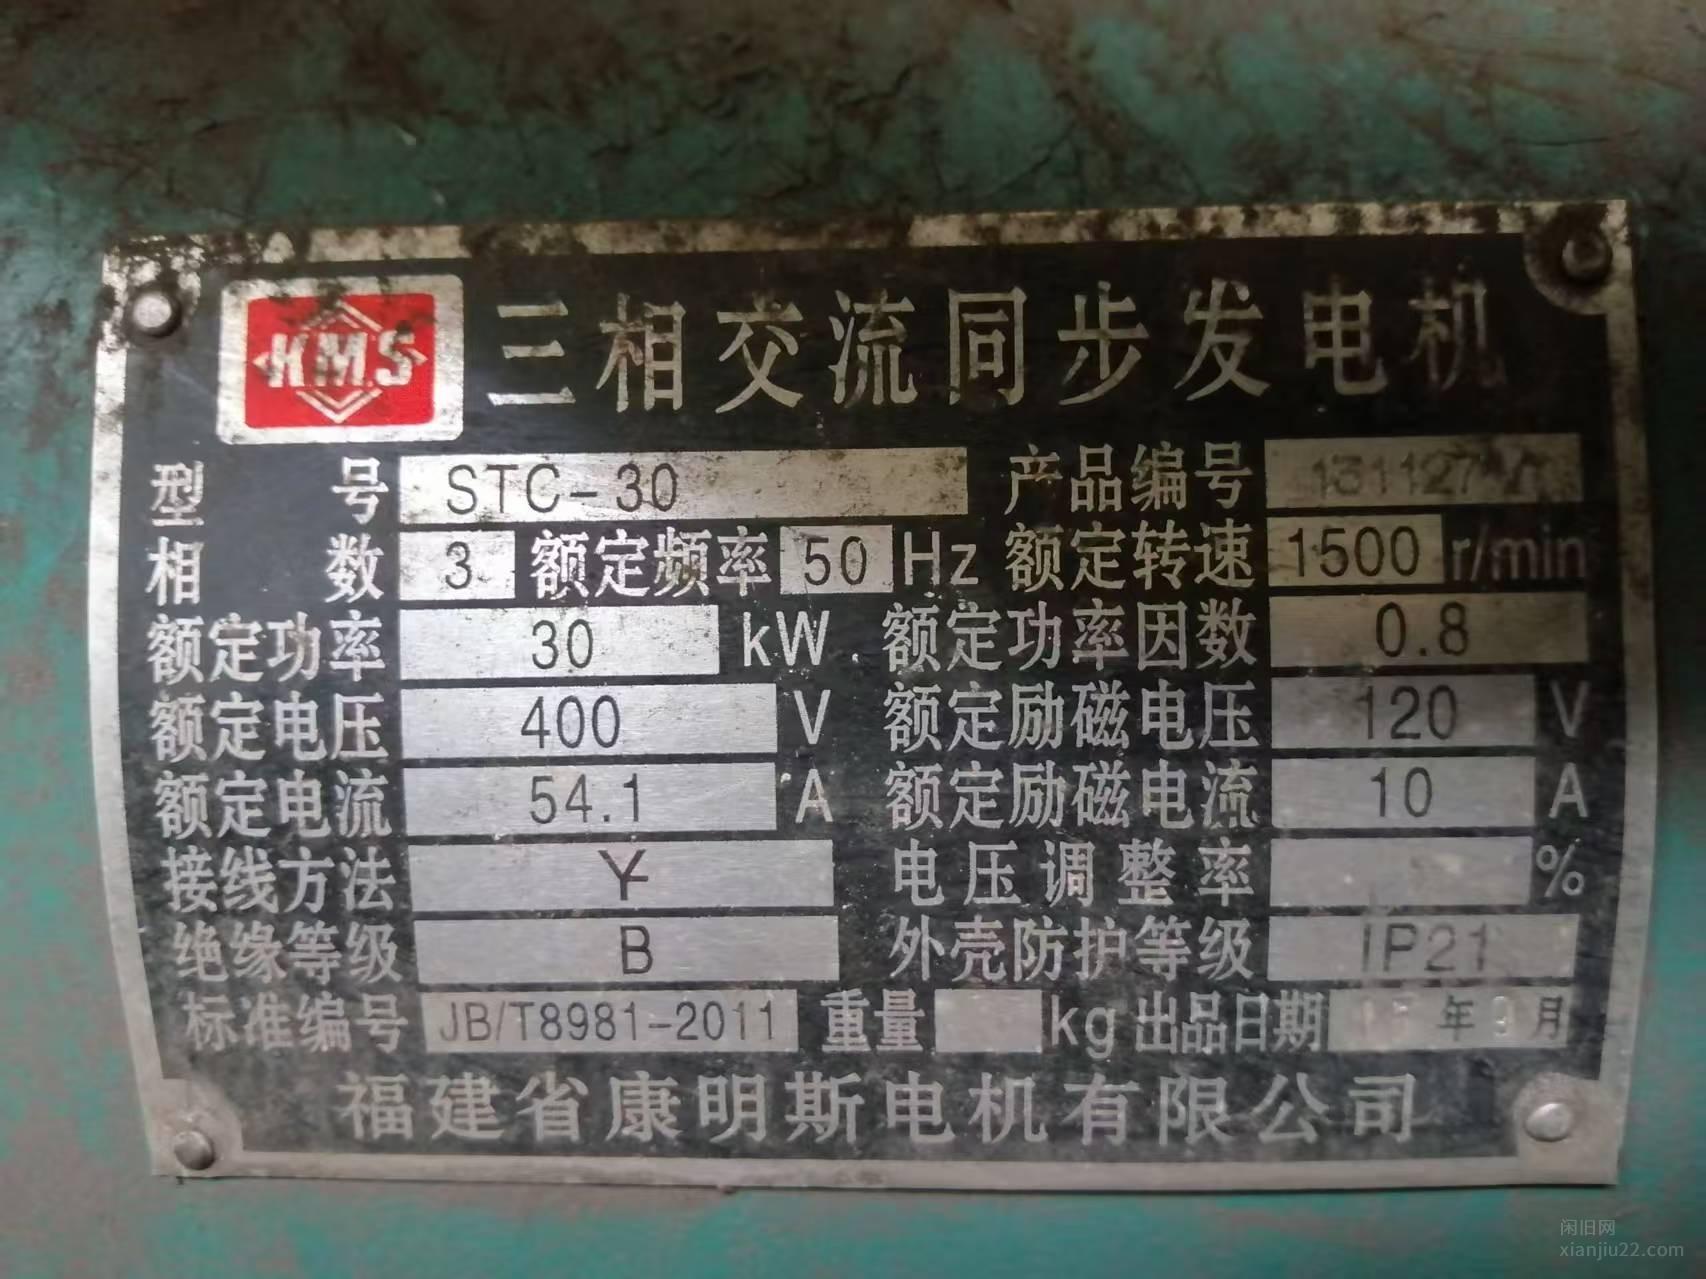 KMS 三相交流同步发电机
型号 STC-30 产品编号
相数 3 额定频率 50 Hz 额定转速 1500 r/min
额定功率 30 kW 额定功率因数 0.8
额定电压 400 V 额定励磁电压 120 V
额定电流 54.1 A 额定励磁电流 10 A
接线方法 Y 电压调整率 %
绝缘等级 B 外壳防护等级 IP21
标准编号 JB/T8981-2011 重量 kg 出品日期 年 9 月
福建省康明斯电机有限公司
闲旧网
xianjiu22.com